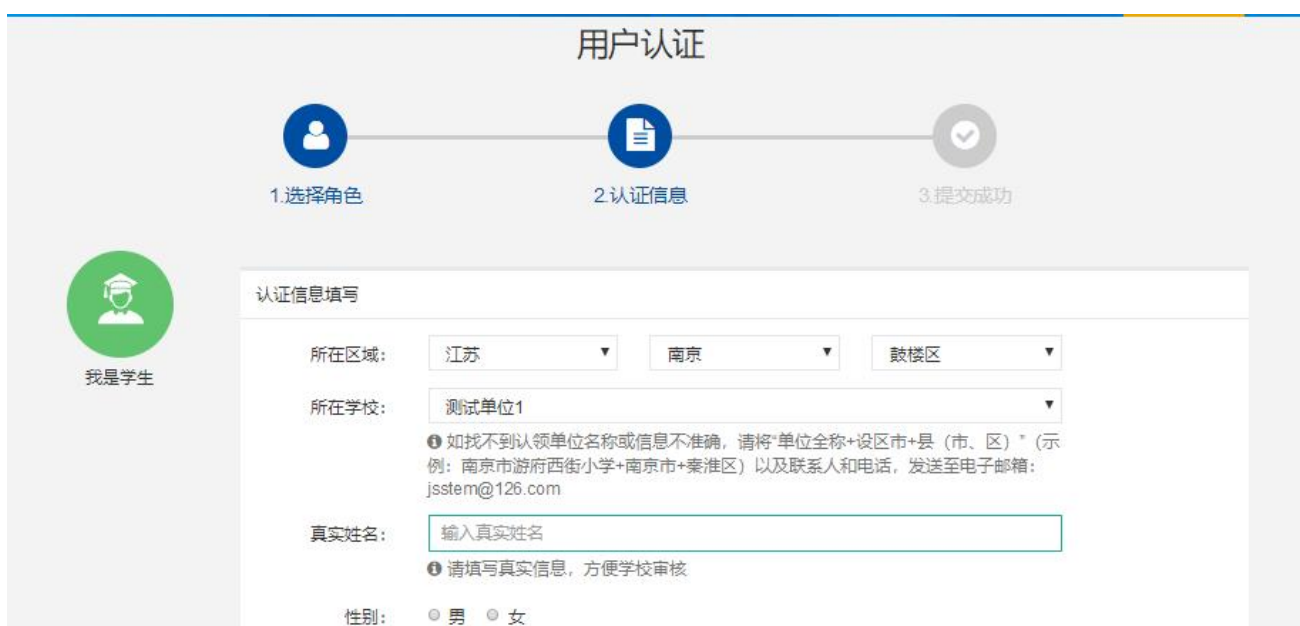 用户认证
1.选择角色
2.认证信息
3.提交成功
我是学生
认证信息填写
所在区域： 江苏 南京 鼓楼区
所在学校： 测试单位1
如找不到认领单位名称或信息不准确，请将“单位全称+设区市+县（市、区）”（示
例：南京市游府西街小学+南京市+秦淮区）以及联系人和电话，发送至电子邮箱：
jsstem@126.com
真实姓名： 输入真实姓名
请填写真实信息，方便学校审核
性别： 男 女